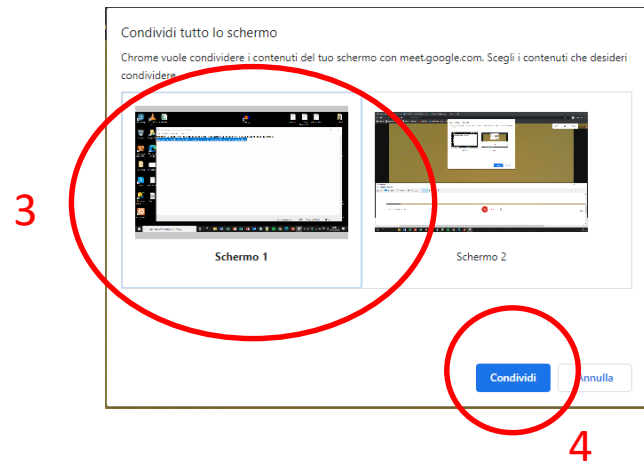 Condividi tutto lo schermo
Chrome vuole condividere i contenuti del tuo schermo con meet.google.com. Scegli i contenuti che desideri
condividere.
3
Schermo 1
Schermo 2
Condividi
Annulla
4